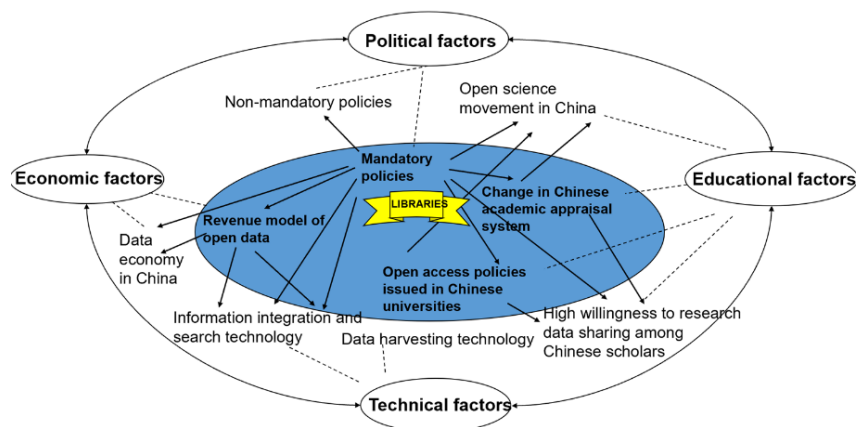 Political factors
Non-mandatory policies
Open science
movement in China
Mandatory
policies
Economic factors
Educational factors
LIBRARIES
Change in Chinese
academic appraisal
system
Revenue model of
open data
Data
economy
in China
Open access policies
issued in Chinese
universities
Information integration and
search technology
Data harvesting technology
High willingness to research
data sharing among
Chinese scholars
Technical factors